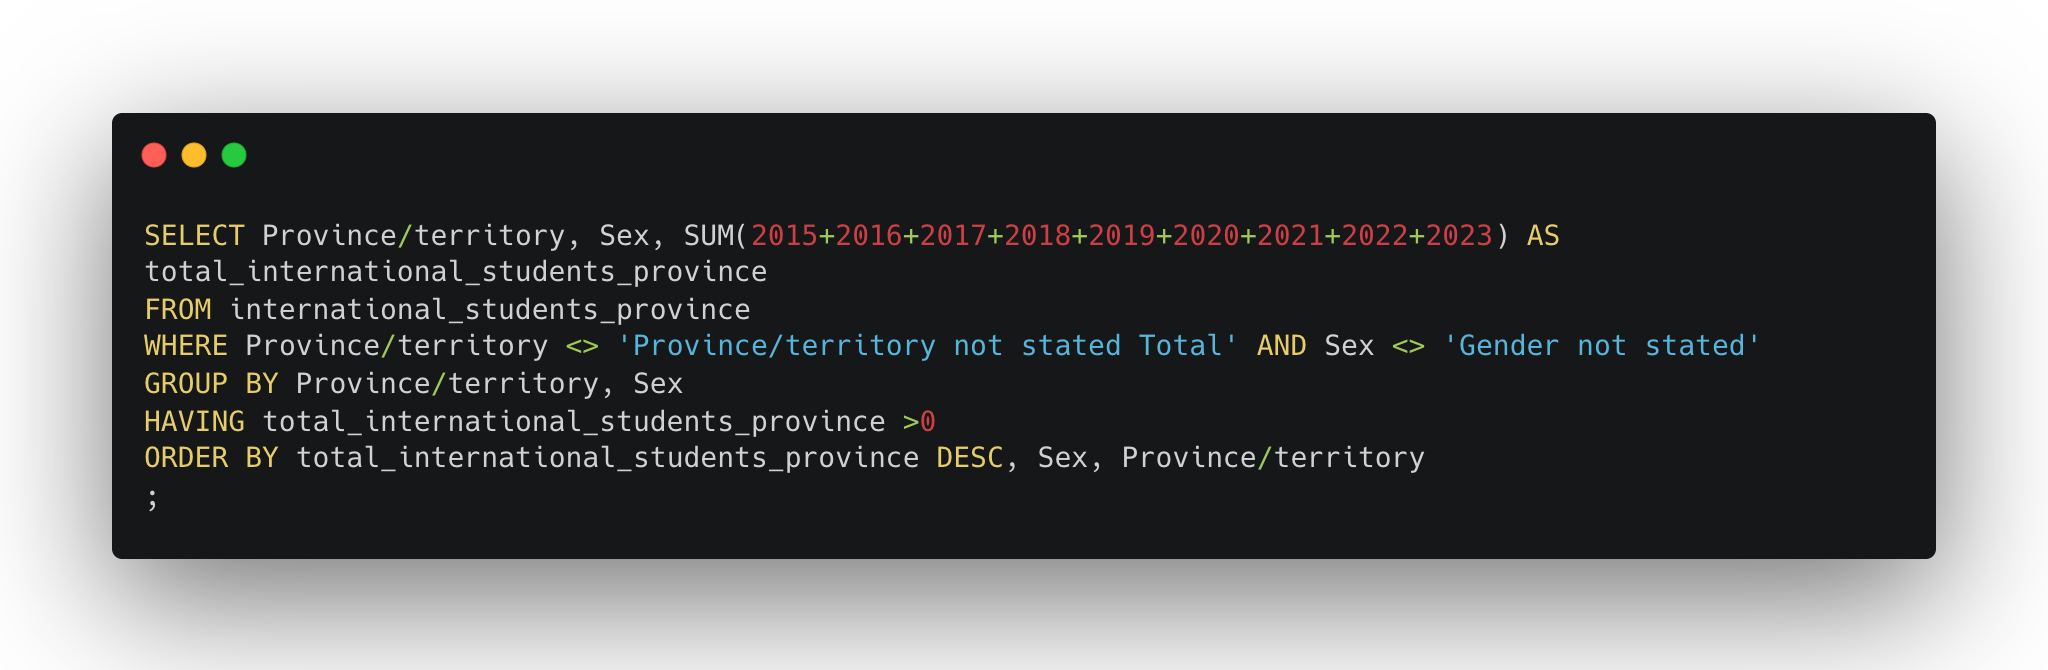 SELECT Province/territory, Sex, SUM(2015+2016+2017+2018+2019+2020+2021+2022+2023) AS
total_international_students_province
FROM international_students_province
WHERE Province/territory <> 'Province/territory not stated Total' AND Sex <> 'Gender not stated'
GROUP BY Province/territory, Sex
HAVING total_international_students_province >0
ORDER BY total_international_students_province DESC, Sex, Province/territory
;